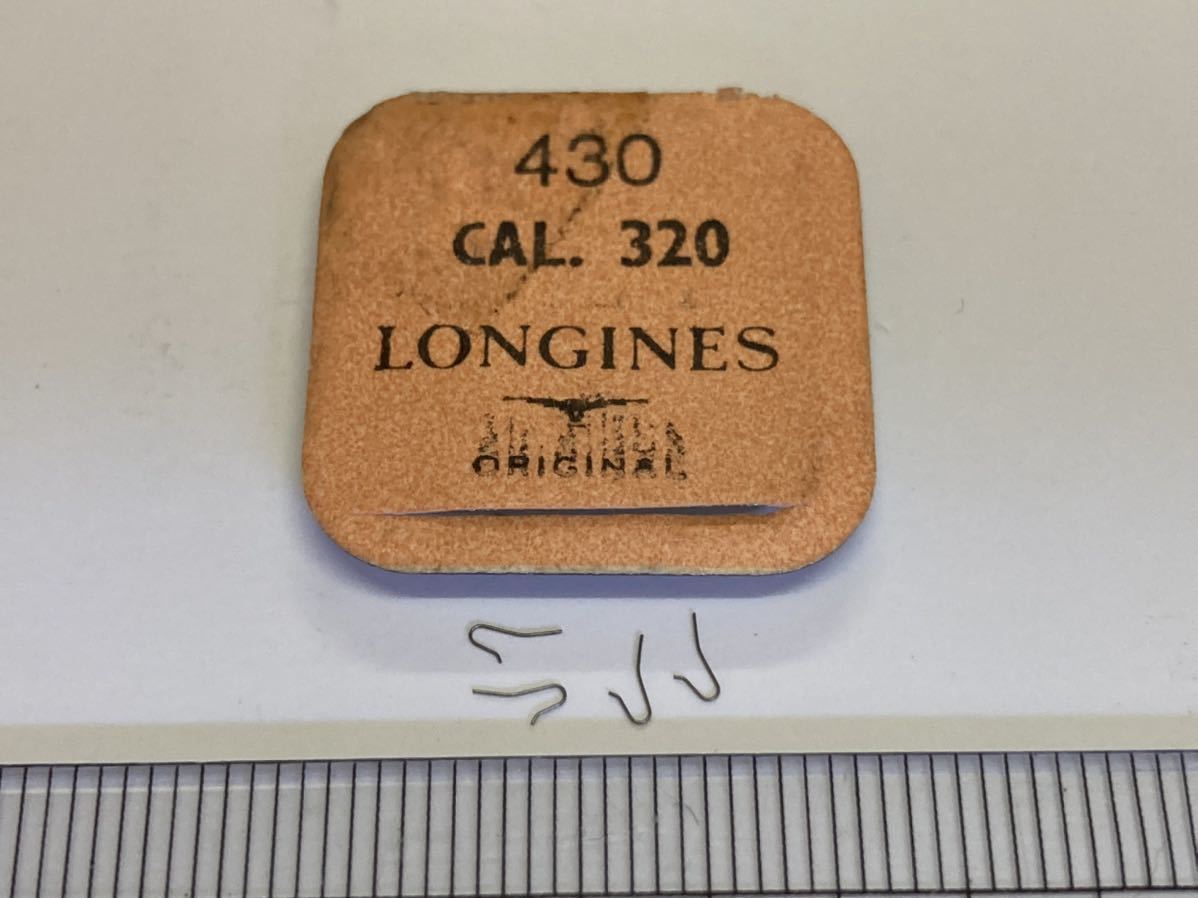 430
CAL. 320
LONGINES
ORIGINAL